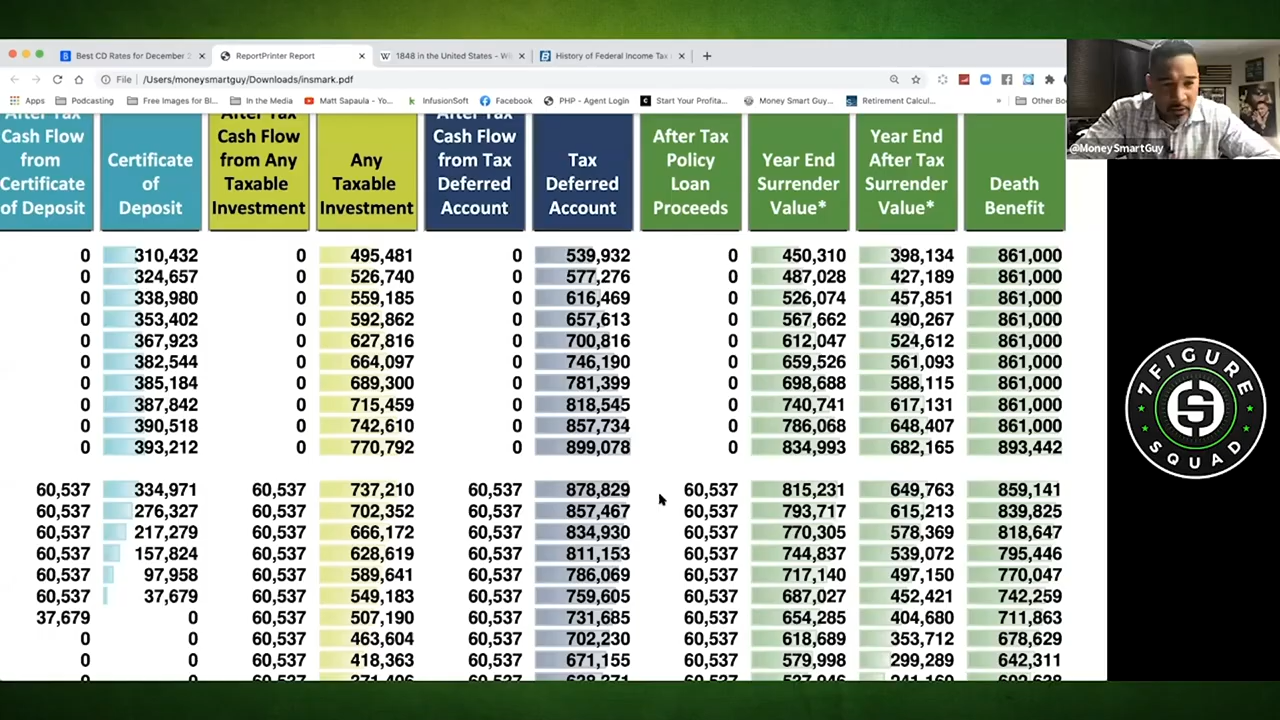 Best CD Rates for December 2
ReportPrinter Report
1848 in the United States - Wi
History of Federal Income Tax
File /Users/moneysmartguy/Downloads/insmark.pdf
Apps Podcasting Free Images for Bl... In the Media Matt Sapaula - Yo... InfusionSoft Facebook PHP - Agent Login Start Your Profita... Money Smart Guy... Retirement Calcul... » Other Bo
@MoneySmartGuy
After Tax Cash Flow from Certificate of Deposit
Certificate of Deposit
After Tax Cash Flow from Any Taxable Investment
Any Taxable Investment
After Tax Cash Flow from Tax Deferred Account
Tax Deferred Account
After Tax Policy Loan Proceeds
Year End Surrender Value*
Year End After Tax Surrender Value*
Death Benefit
0 310,432 0 495,481 0 539,932 0 450,310 398,134 861,000
0 324,657 0 526,740 0 577,276 0 487,028 427,189 861,000
0 338,980 0 559,185 0 616,469 0 526,074 457,851 861,000
0 353,402 0 592,862 0 657,613 0 567,662 490,267 861,000
0 367,923 0 627,816 0 700,816 0 612,047 524,612 861,000
0 382,544 0 664,097 0 746,190 0 659,526 561,093 861,000
0 385,184 0 689,300 0 781,399 0 698,688 588,115 861,000
0 387,842 0 715,459 0 818,545 0 740,741 617,131 861,000
0 390,518 0 742,610 0 857,734 0 786,068 648,407 861,000
0 393,212 0 770,792 0 899,078 0 834,993 682,165 893,442
60,537 334,971 60,537 737,210 60,537 878,829 60,537 815,231 649,763 859,141
60,537 276,327 60,537 702,352 60,537 857,467 60,537 793,717 615,213 839,825
60,537 217,279 60,537 666,172 60,537 834,930 60,537 770,305 578,369 818,647
60,537 157,824 60,537 628,619 60,537 811,153 60,537 744,837 539,072 795,446
60,537 97,958 60,537 589,641 60,537 786,069 60,537 717,140 497,150 770,047
60,537 37,679 60,537 549,183 60,537 759,605 60,537 687,027 452,421 742,259
37,679 0 60,537 507,190 60,537 731,685 60,537 654,285 404,680 711,863
0 0 60,537 463,604 60,537 702,230 60,537 618,689 353,712 678,629
0 0 60,537 418,363 60,537 671,155 60,537 579,998 299,289 642,311
7FIGURE
SQUAD